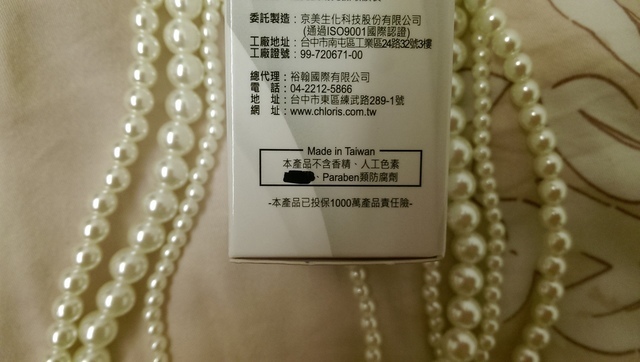 委託製造：京美生化科技股份有限公司
(通過ISO9001國際認證)
工廠地址：台中市南屯區工業區24路32號3樓
工廠證號：99-720671-00
總代理：裕翰國際有限公司
電　話：04-2212-5866
地　址：台中市東區練武路289-1號
網　址：www.chloris.com.tw
Made in Taiwan
本產品不含香精、人工色素
、Paraben類防腐劑
-本產品已投保1000萬產品責任險-